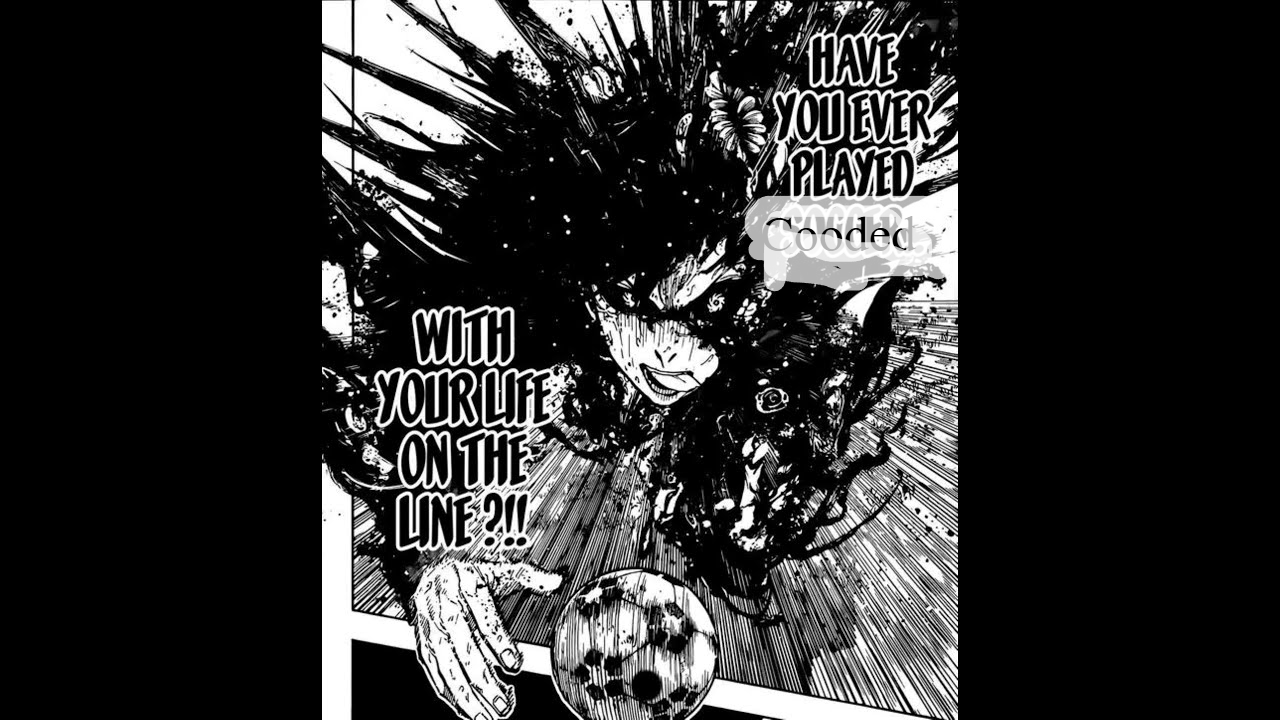 HAVE
YOU EVER
PLAYED
Cooded
WITH
YOUR LIFE
ON THE
LINE ?!!